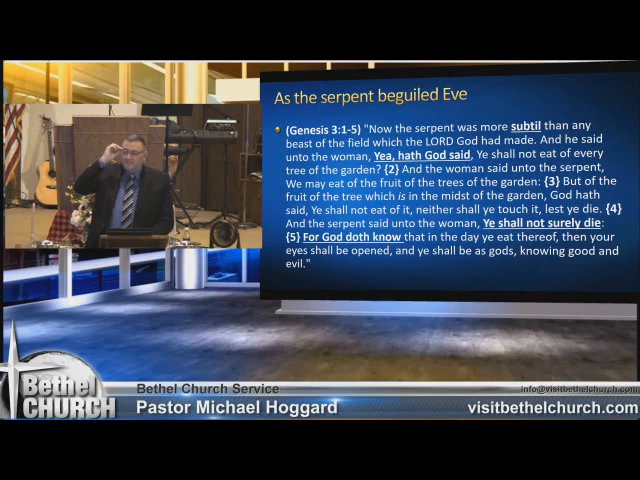 As the serpent beguiled Eve
(Genesis 3:1-5) "Now the serpent was more subtil than any
beast of the field which the LORD God had made. And he said
unto the woman, Yea, hath God said, Ye shall not eat of every
tree of the garden? {2} And the woman said unto the serpent,
We may eat of the fruit of the trees of the garden: {3} But of the
fruit of the tree which is in the midst of the garden, God hath
said, Ye shall not eat of it, neither shall ye touch it, lest ye die. {4}
And the serpent said unto the woman, Ye shall not surely die:
{5} For God doth know that in the day ye eat thereof, then your
eyes shall be opened, and ye shall be as gods, knowing good and
evil."
Bethel
CHURCH
Bethel Church Service
info@visitbethelchurch.com
Pastor Michael Hoggard
visitbethelchurch.com